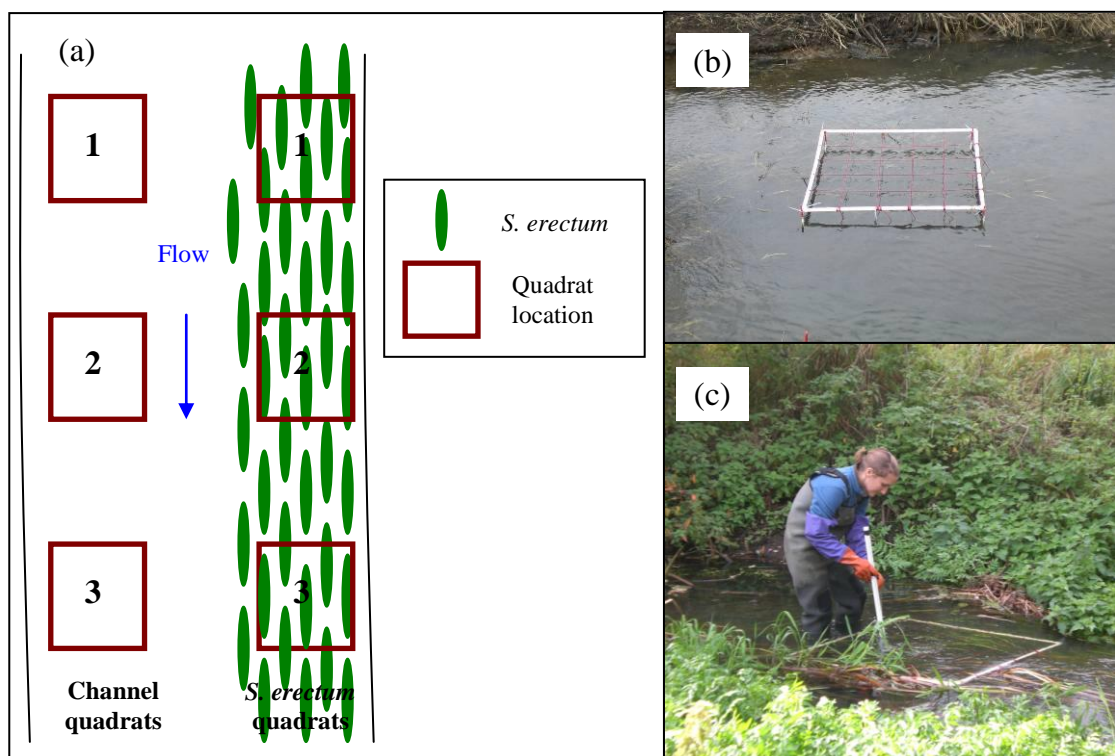 (a)
1
1
Flow
2
2
3
3
Channel
quadrats
S. erectum
quadrats
S. erectum
Quadrat
location
(b)
(c)